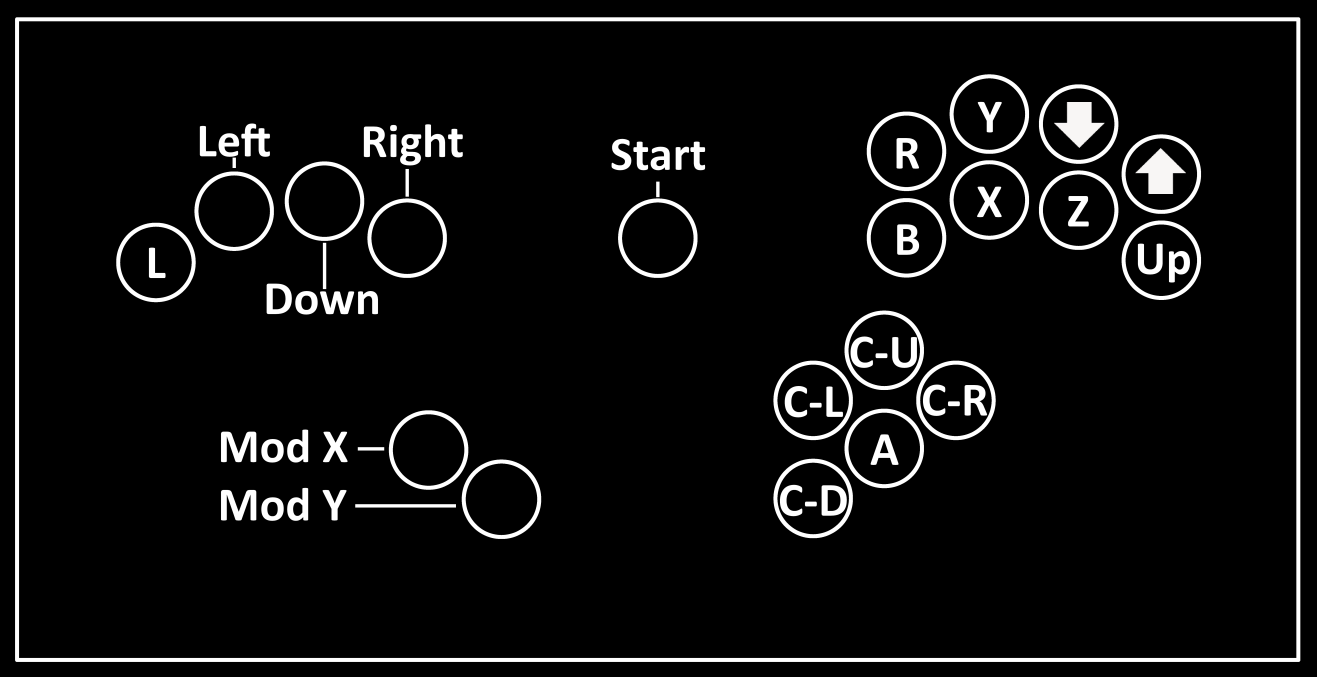 Left
Right
Start
L
Down
R
Y
B
X
Z
Up
C-U
C-L
C-R
A
C-D
Mod X
Mod Y